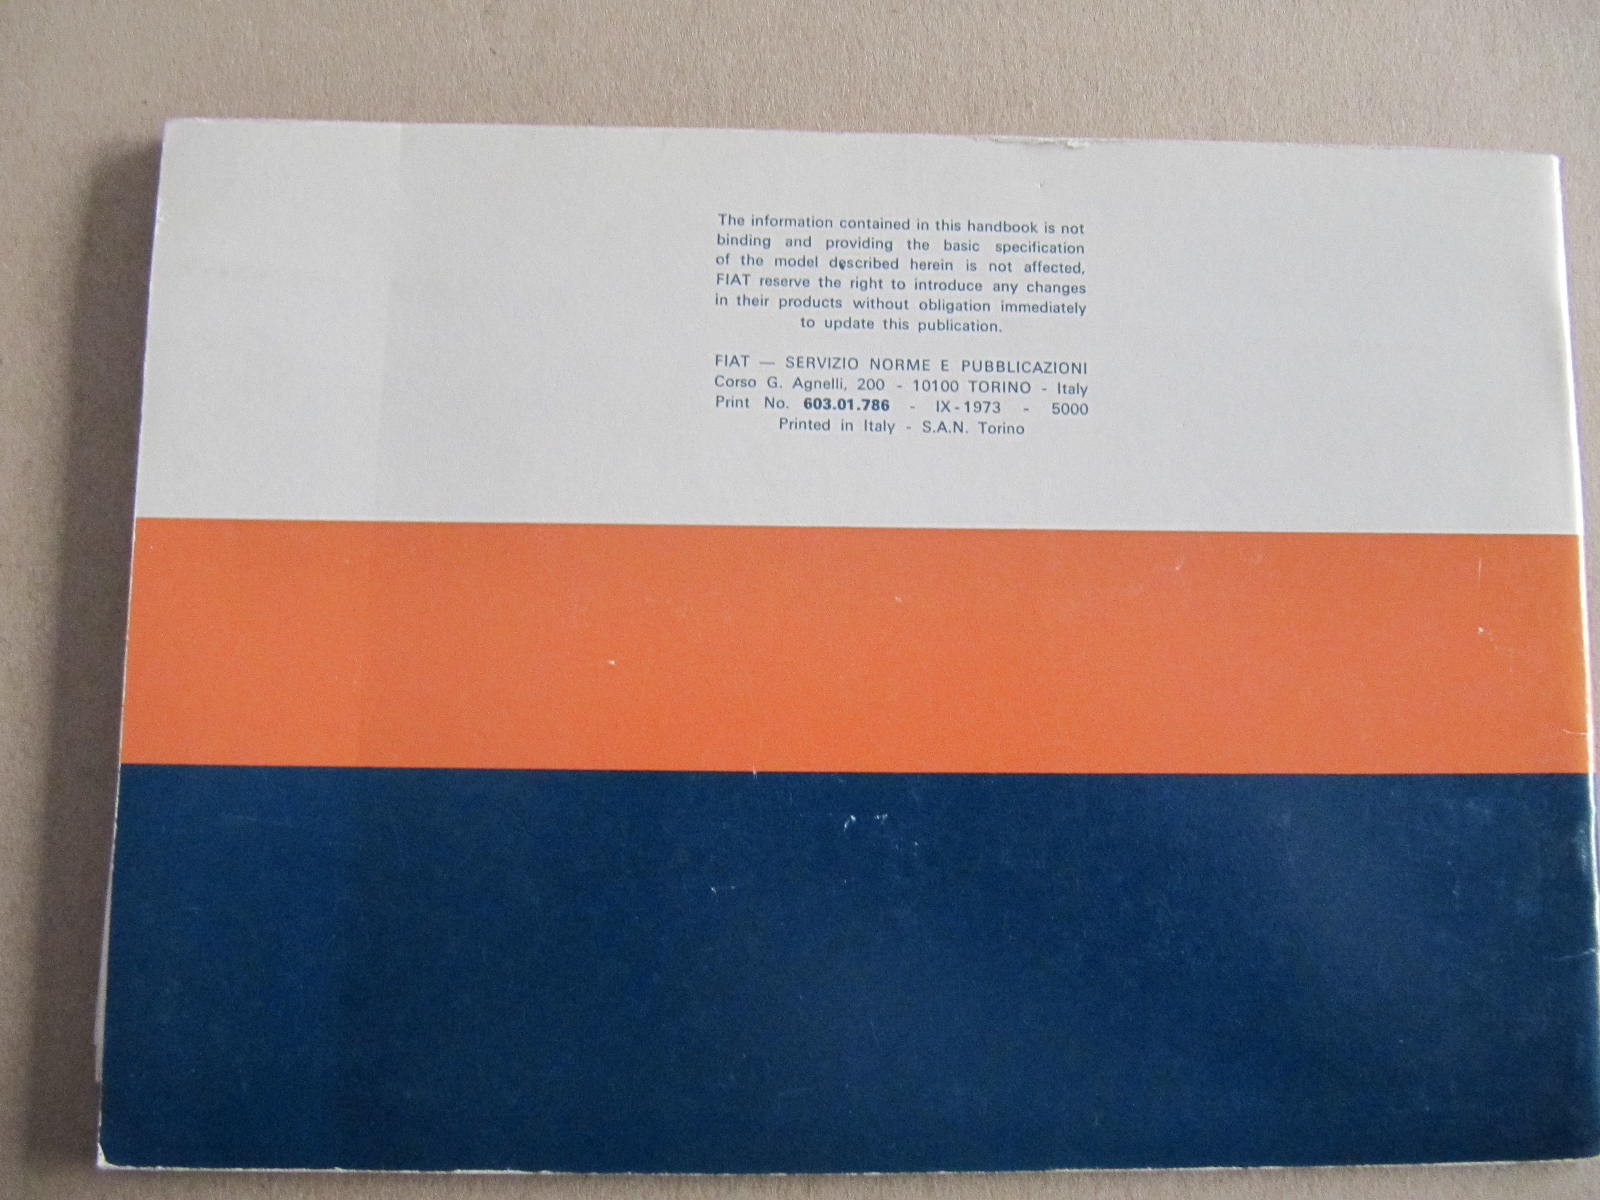 The information contained in this handbook is not
binding and providing the basic specification
of the model described herein is not affected,
FIAT reserve the right to introduce any changes
in their products without obligation immediately
to update this publication.
FIAT — SERVIZIO NORME E PUBBLICAZIONI
Corso G. Agnelli, 200 - 10100 TORINO - Italy
Print No. 603.01.786 - IX-1973 - 5000
Printed in Italy - S.A.N. Torino